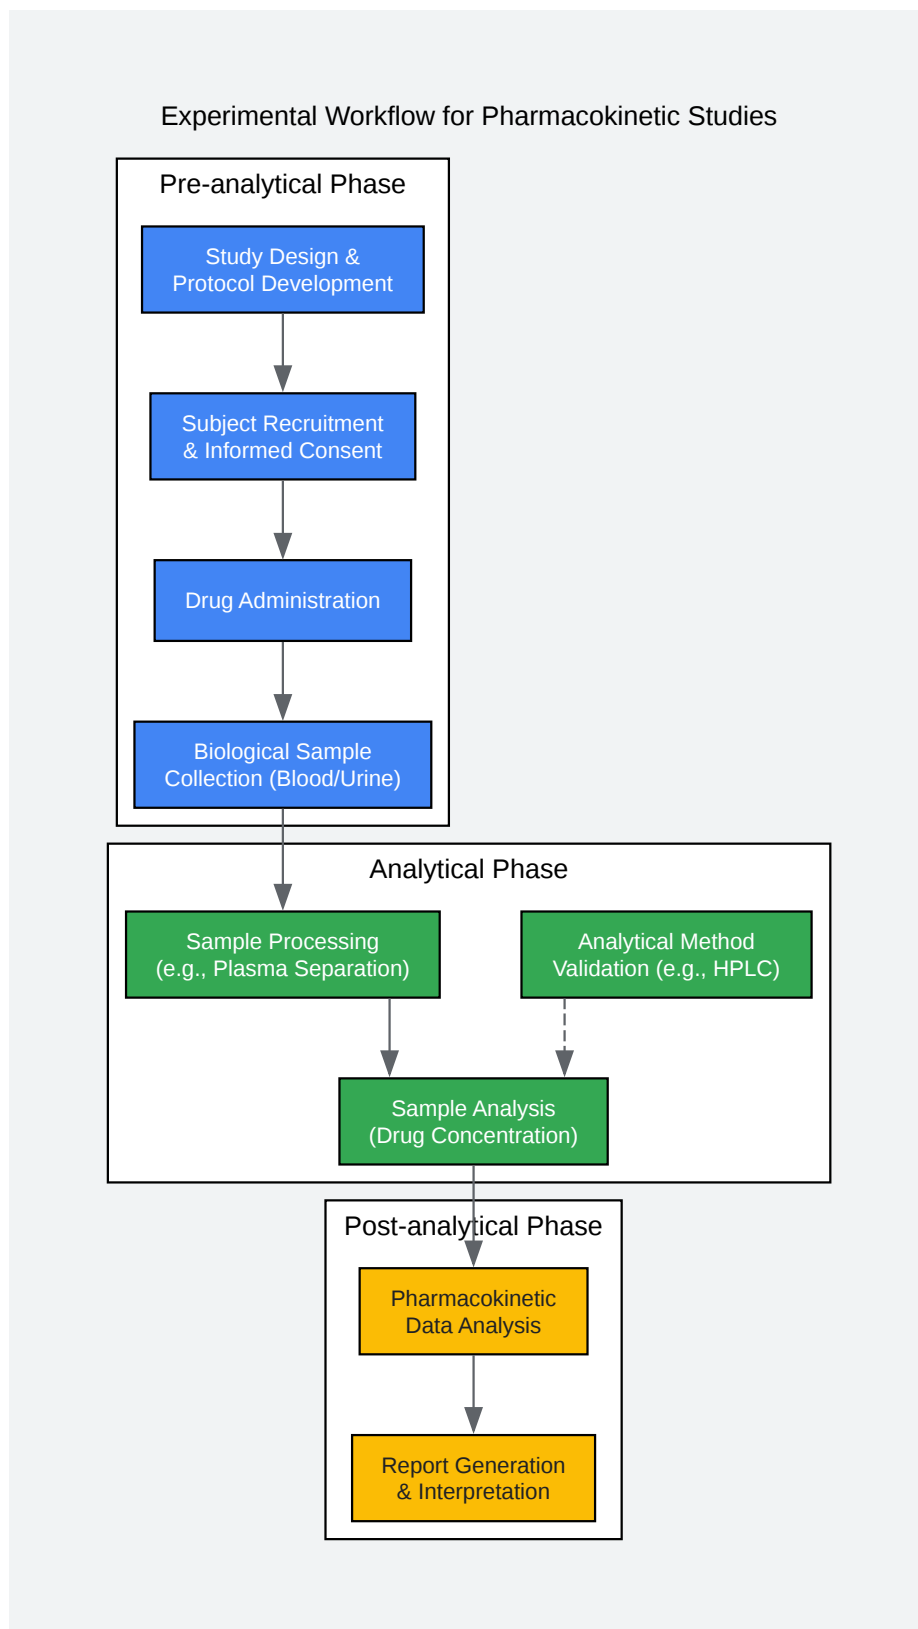 Experimental Workflow for Pharmacokinetic Studies
Pre-analytical Phase
Study Design &
Protocol Development
Subject Recruitment
& Informed Consent
Drug Administration
Biological Sample
Collection (Blood/Urine)
Analytical Phase
Sample Processing
(e.g., Plasma Separation)
Analytical Method
Validation (e.g., HPLC)
Sample Analysis
(Drug Concentration)
Post-analytical Phase
Pharmacokinetic
Data Analysis
Report Generation
& Interpretation